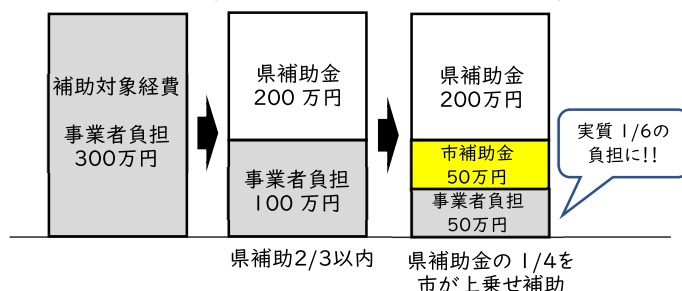 補助対象経費
事業者負担
300万円
県補助金
200 万円
事業者負担
100 万円
県補助2/3以内
県補助金
200万円
市補助金
50万円
事業者負担
50万円
県補助金の 1/4を
市が上乗せ補助
実質 1/6の
負担に!!